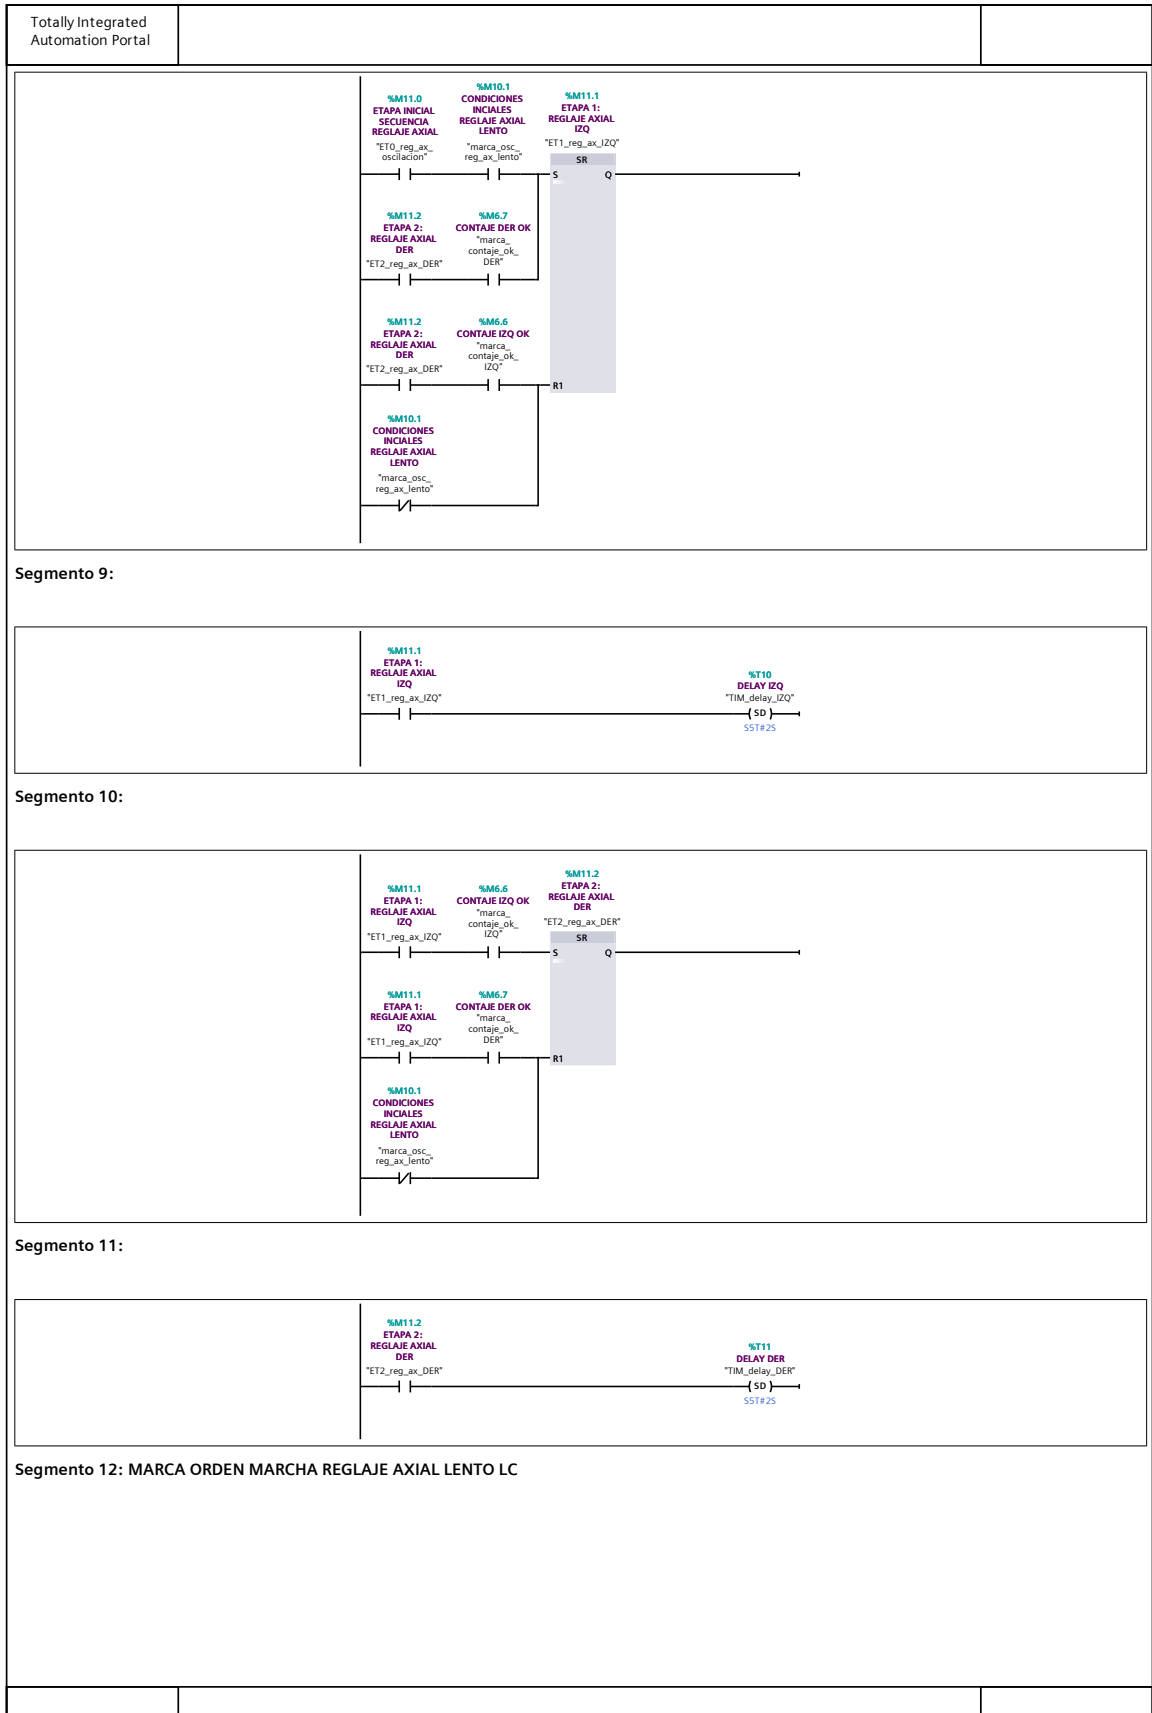 Totally Integrated
Automation Portal
%M11.0
ETAPA INICIAL
SECUENCIA
REGLAJE AXIAL
"ET0_reg_ax_
oscilacion"
%M10.1
CONDICIONES
INCIALES
REGLAJE AXIAL
LENTO
"marca_osc_
reg_ax_lento"
%M11.1
ETAPA 1:
REGLAJE AXIAL
IZQ
"ET1_reg_ax_IZQ"
SR
S
Q
%M11.2
ETAPA 2:
REGLAJE AXIAL
DER
"ET2_reg_ax_DER"
%M6.7
CONTAJE DER OK
"marca_
contaje_ok_
DER"
%M11.2
ETAPA 2:
REGLAJE AXIAL
DER
"ET2_reg_ax_DER"
%M6.6
CONTAJE IZQ OK
"marca_
contaje_ok_
IZQ"
R1
%M10.1
CONDICIONES
INCIALES
REGLAJE AXIAL
LENTO
"marca_osc_
reg_ax_lento"
Segmento 9:
%M11.1
ETAPA 1:
REGLAJE AXIAL
IZQ
"ET1_reg_ax_IZQ"
%T10
DELAY IZQ
"TIM_delay_IZQ"
SD
S5T#2S
Segmento 10:
%M11.1
ETAPA 1:
REGLAJE AXIAL
IZQ
"ET1_reg_ax_IZQ"
%M6.6
CONTAJE IZQ OK
"marca_
contaje_ok_
IZQ"
%M11.2
ETAPA 2:
REGLAJE AXIAL
DER
"ET2_reg_ax_DER"
SR
S
Q
%M11.1
ETAPA 1:
REGLAJE AXIAL
IZQ
"ET1_reg_ax_IZQ"
%M6.7
CONTAJE DER OK
"marca_
contaje_ok_
DER"
R1
%M10.1
CONDICIONES
INCIALES
REGLAJE AXIAL
LENTO
"marca_osc_
reg_ax_lento"
Segmento 11:
%M11.2
ETAPA 2:
REGLAJE AXIAL
DER
"ET2_reg_ax_DER"
%T11
DELAY DER
"TIM_delay_DER"
SD
S5T#2S
Segmento 12: MARCA ORDEN MARCHA REGLAJE AXIAL LENTO LC